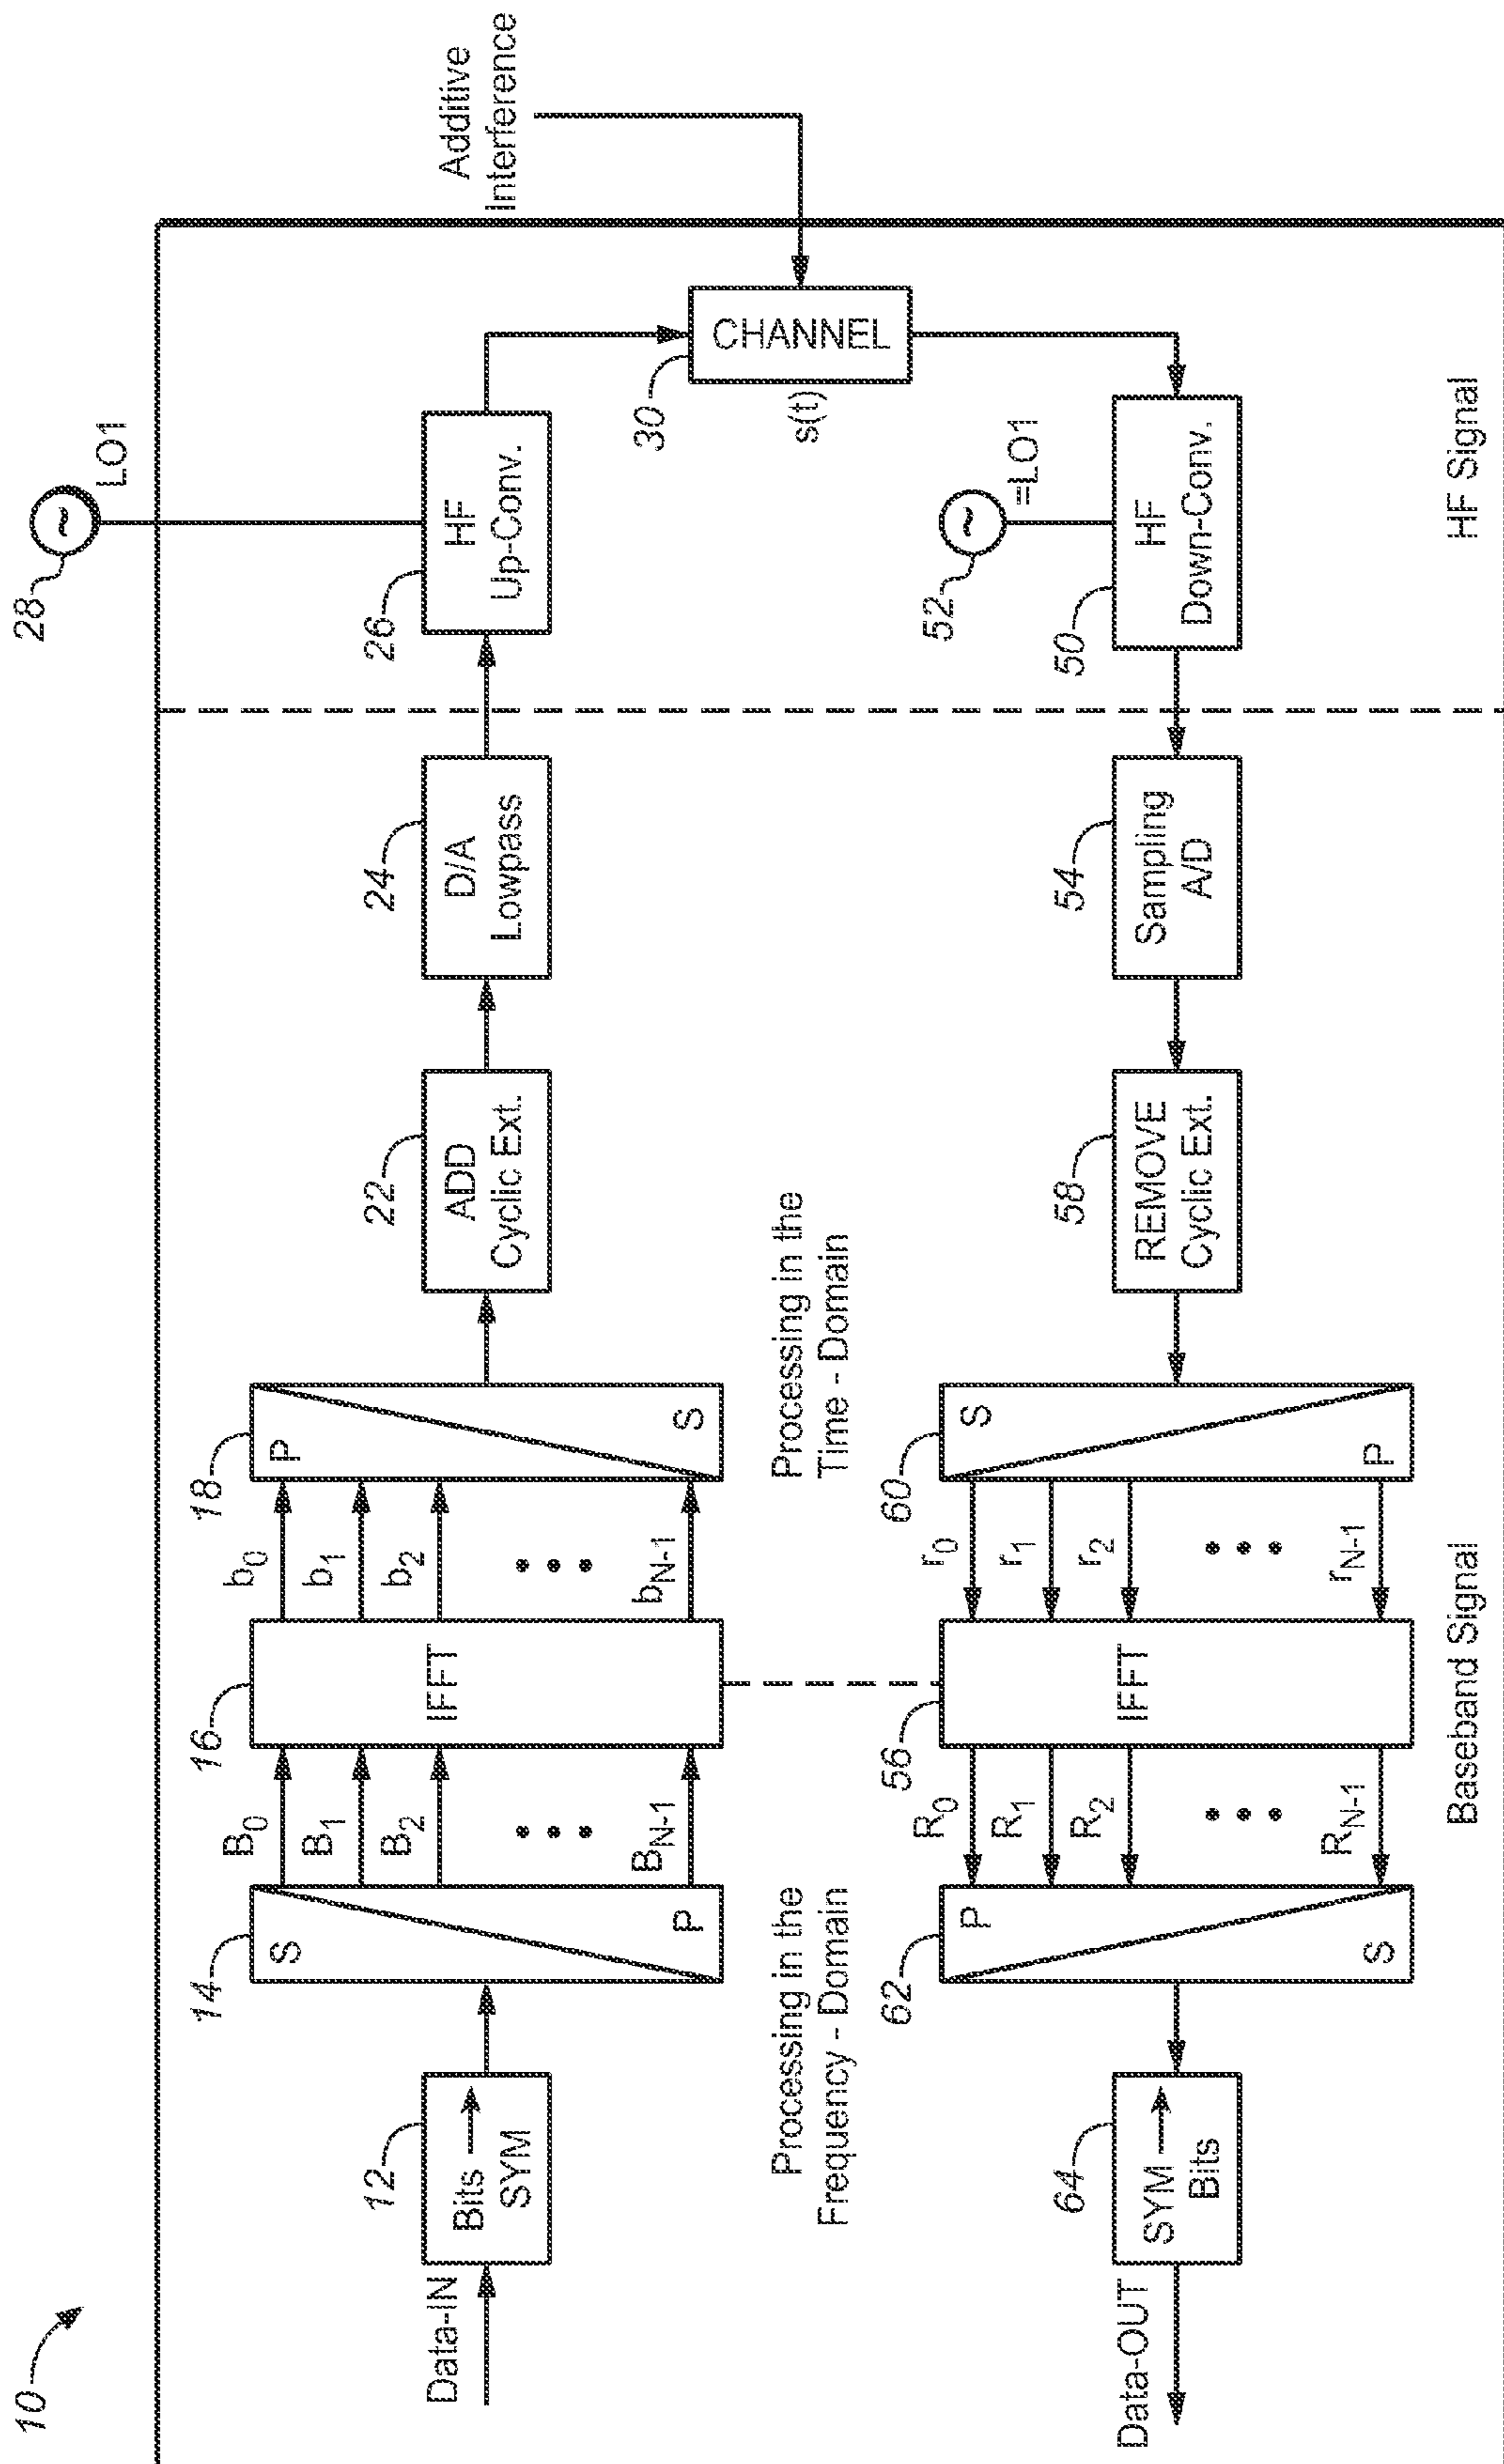 10
28
LO1
Additive
Interference
Data-IN
12
Bits →
SYM
14
S
P
B0
B1
B2
• • •
BN-1
16
IFFT
b0
b1
b2
• • •
bN-1
18
P
S
22
ADD
Cyclic Ext.
24
D/A
Lowpass
26
HF
Up-Conv.
30
CHANNEL
s(t)
Processing in the
Frequency - Domain
Processing in the
Time - Domain
Data-OUT
64
SYM →
Bits
62
P
S
R0
R1
R2
• • •
RN-1
56
IFFT
r0
r1
r2
• • •
rN-1
60
S
P
58
REMOVE
Cyclic Ext.
54
Sampling
A/D
50
HF
Down-Conv.
52
=LO1
Baseband Signal
HF Signal